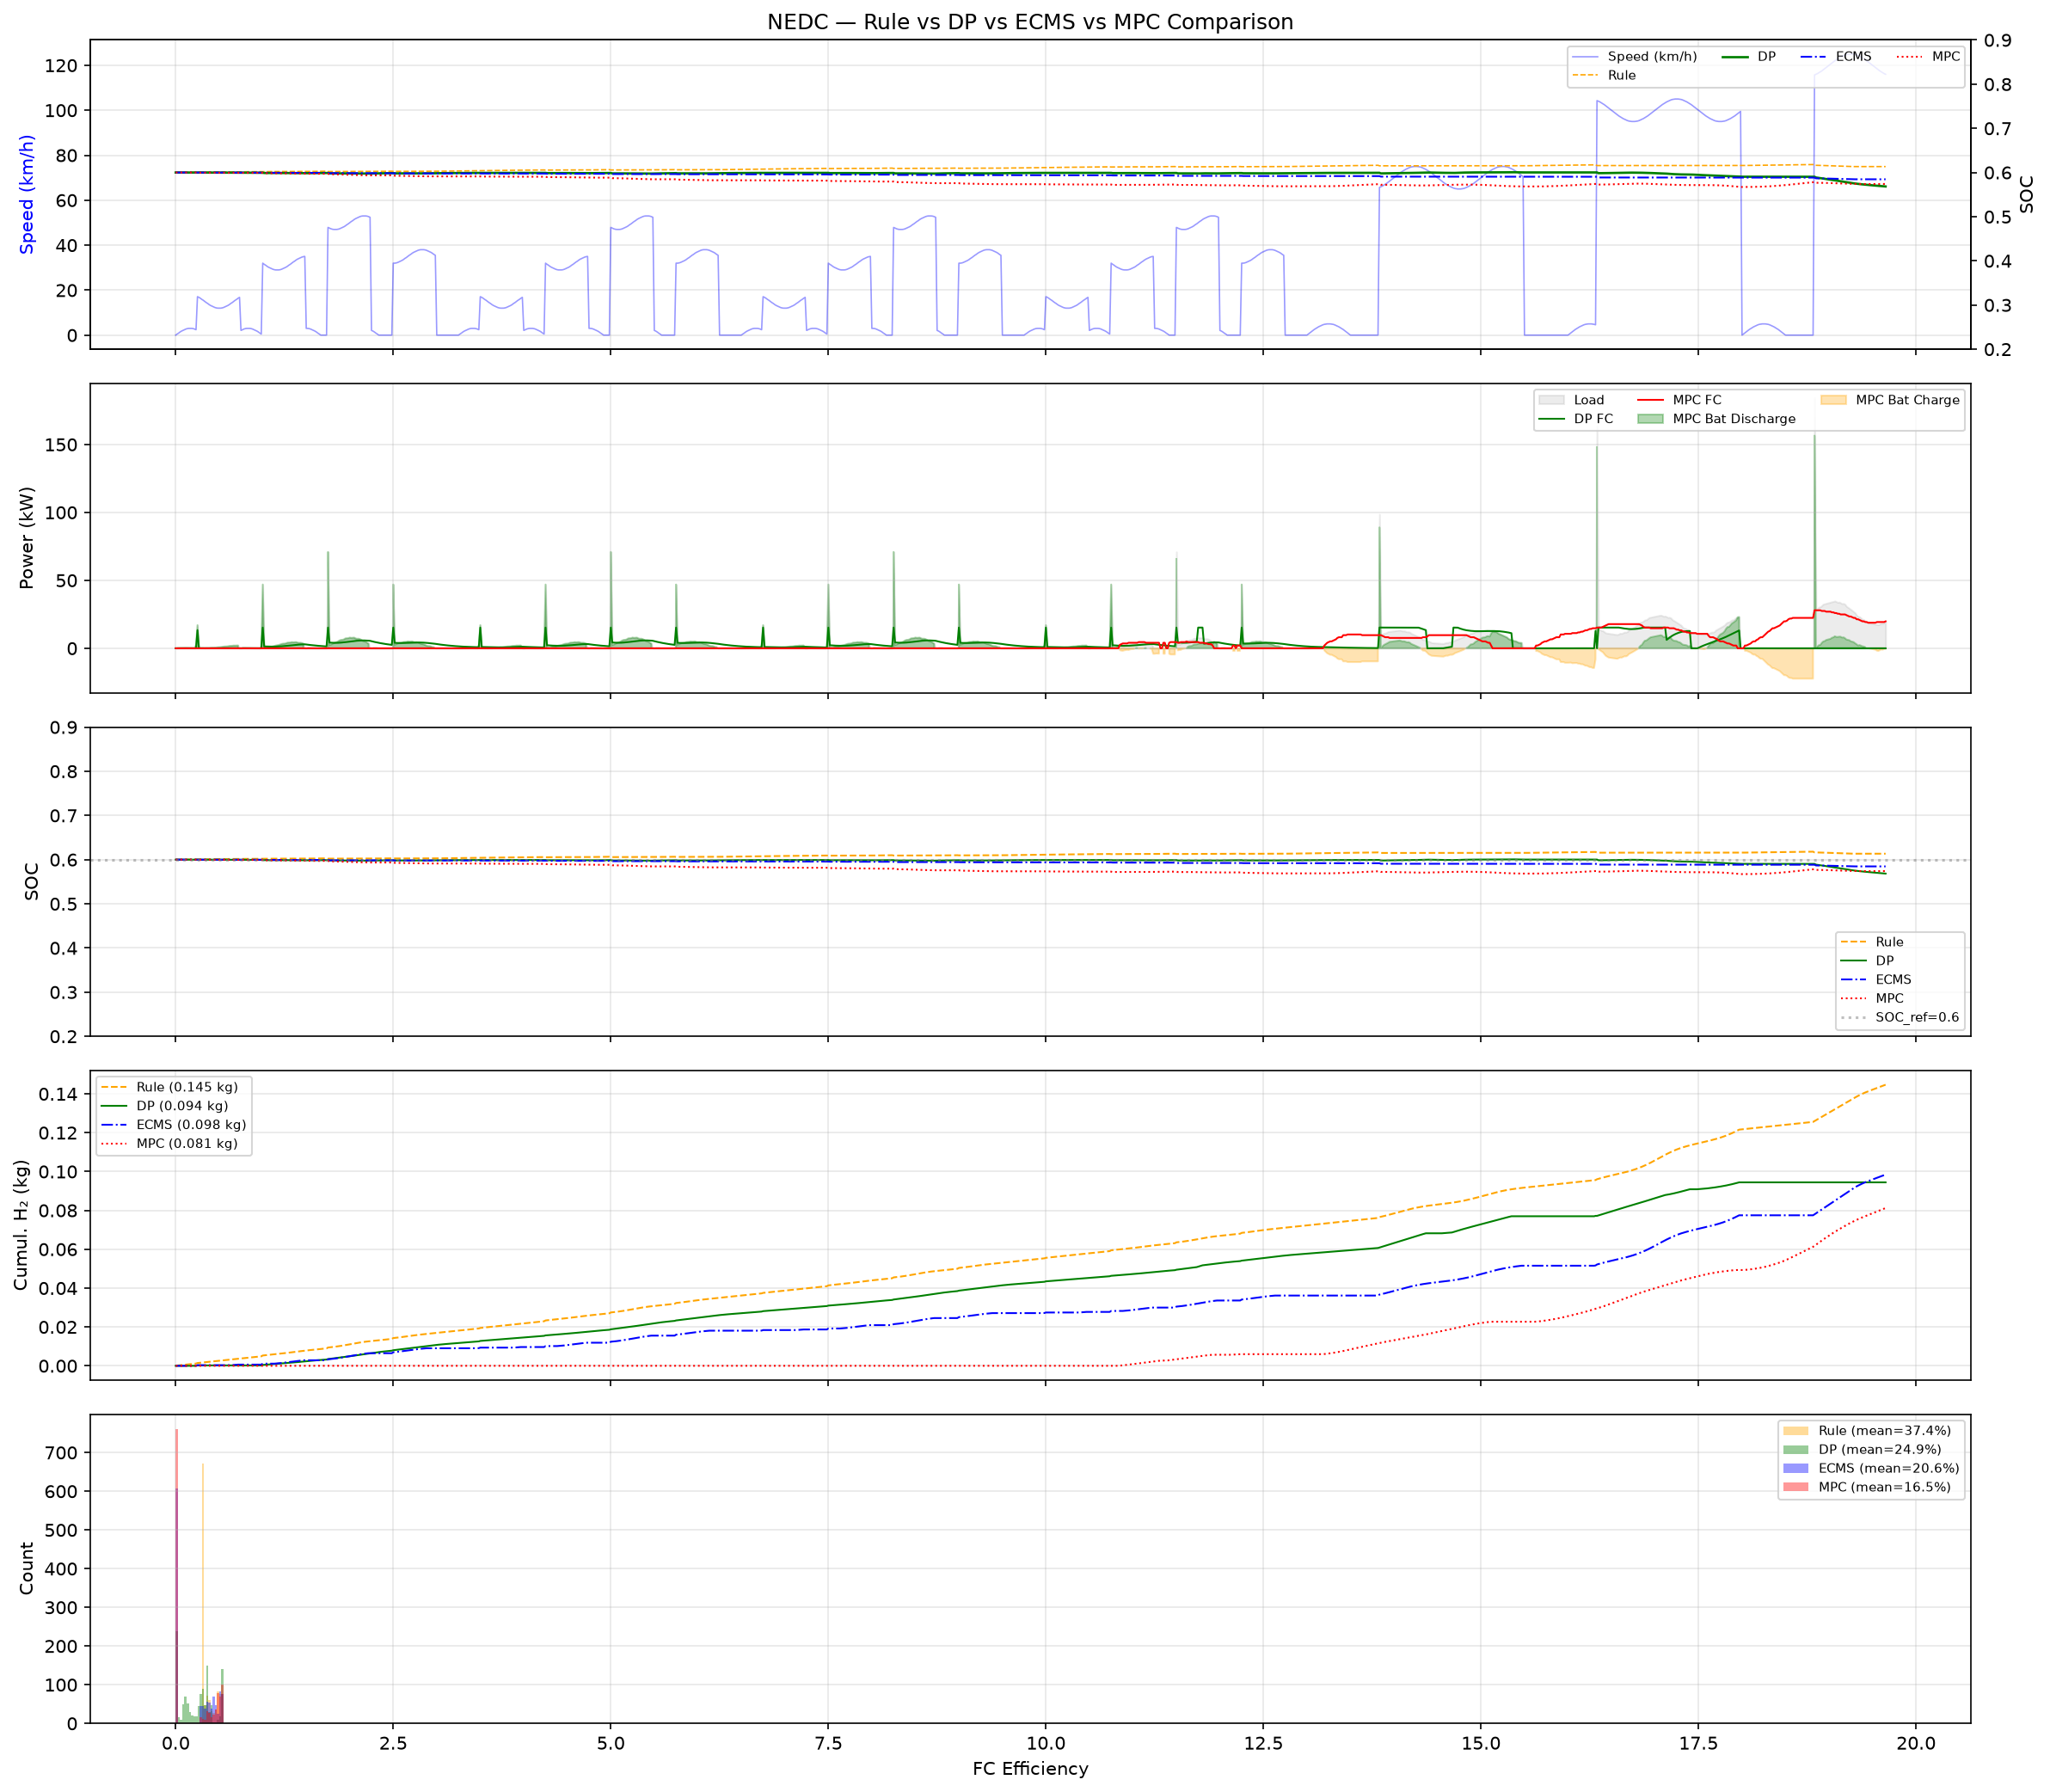 NEDC — Rule vs DP vs ECMS vs MPC Comparison
Speed (km/h)
120
100
80
60
40
20
0
Speed (km/h) DP ECMS MPC
Rule
0.9
0.8
0.7
0.6
0.5
0.4
0.3
0.2
SOC
Power (kW)
150
100
50
0
Load MPC FC MPC Bat Charge
DP FC MPC Bat Discharge
SOC
0.9
0.8
0.7
0.6
0.5
0.4
0.3
0.2
Rule
DP
ECMS
MPC
SOC_ref=0.6
Cumul. H₂ (kg)
0.14
0.12
0.10
0.08
0.06
0.04
0.02
0.00
Rule (0.145 kg)
DP (0.094 kg)
ECMS (0.098 kg)
MPC (0.081 kg)
Count
700
600
500
400
300
200
100
0
Rule (mean=37.4%)
DP (mean=24.9%)
ECMS (mean=20.6%)
MPC (mean=16.5%)
0.0 2.5 5.0 7.5 10.0 12.5 15.0 17.5 20.0
FC Efficiency